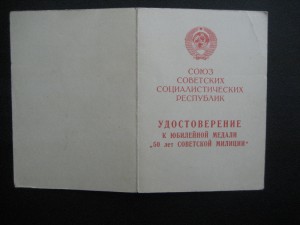 СОЮЗ
СОВЕТСКИХ
СОЦИАЛИСТИЧЕСКИХ
РЕСПУБЛИК
УДОСТОВЕРЕНИЕ
К ЮБИЛЕЙНОЙ МЕДАЛИ
„50 лет СОВЕТСКОЙ МИЛИЦИИ"